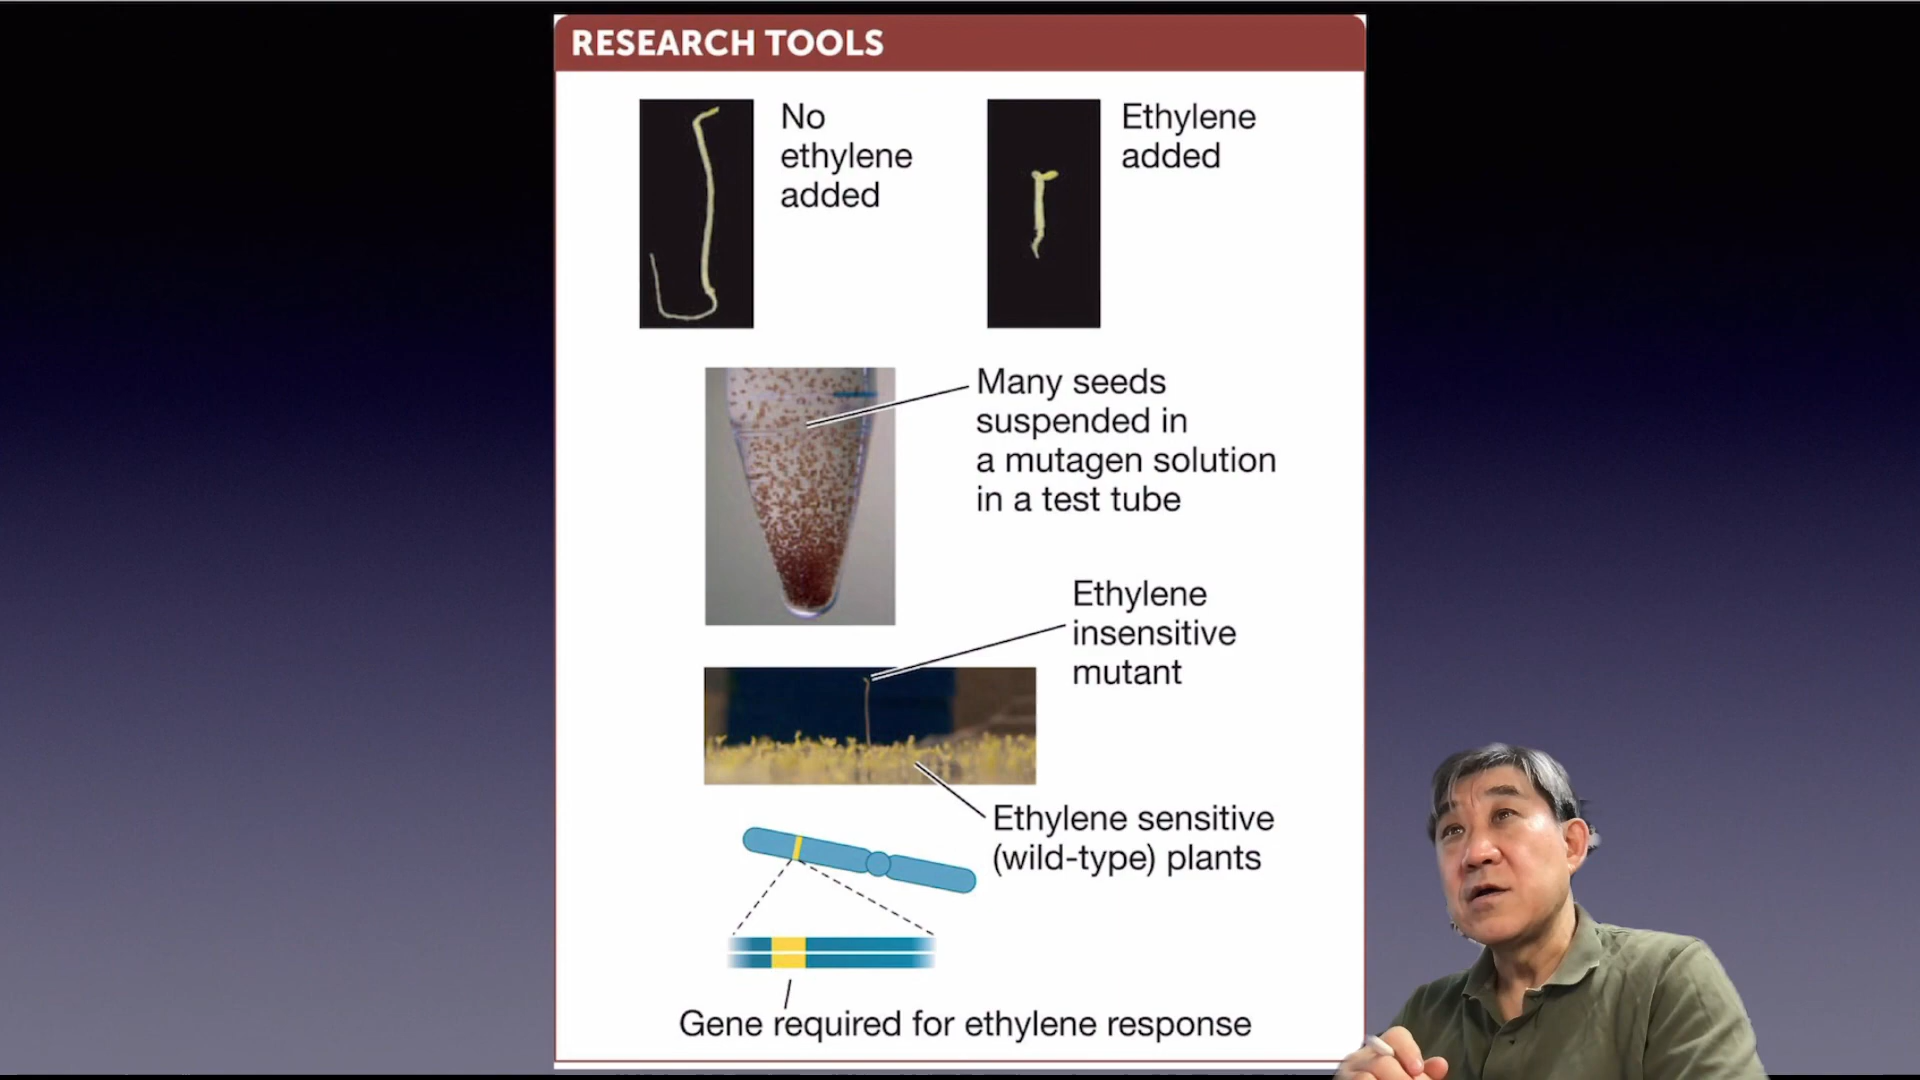 RESEARCH TOOLS
No
ethylene
added
Ethylene
added
Many seeds
suspended in
a mutagen solution
in a test tube
Ethylene
insensitive
mutant
Ethylene sensitive
(wild-type) plants
Gene required for ethylene response